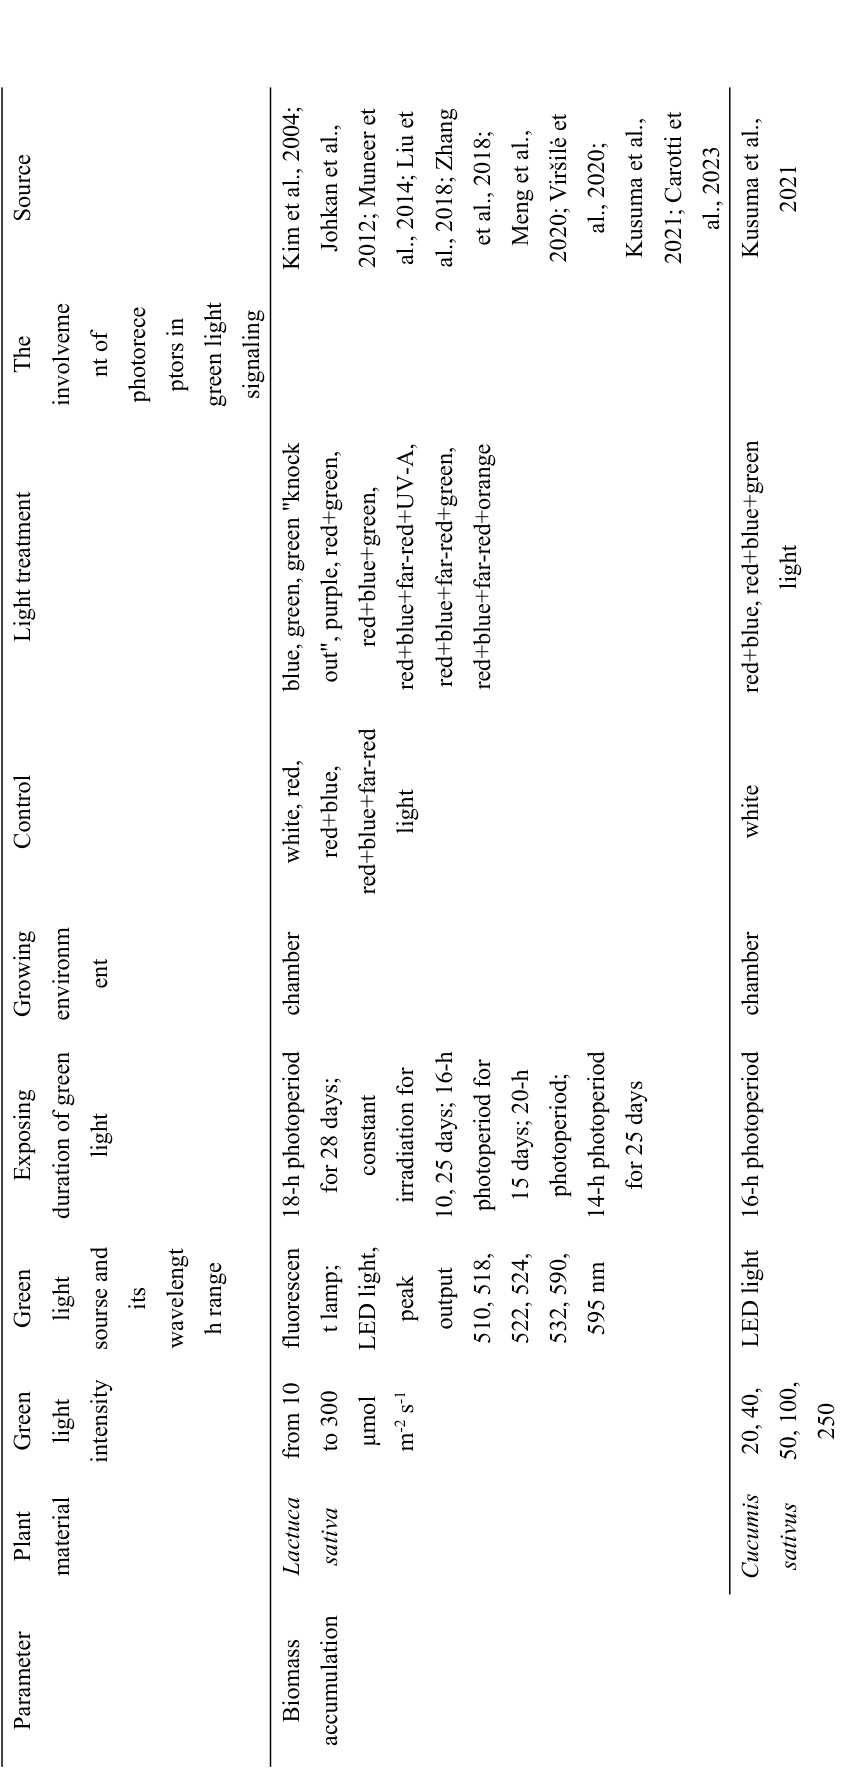 Parameter
Plant
material
Green
light
intensity
Green
light
sourse and
its
wavelengt
h range
Exposing
duration of green
light
Growing
environm
ent
Control
Light treatment
The
involveme
nt of
photorece
ptors in
green light
signaling
Source
Biomass
accumulation
Lactuca
sativa
from 10
to 300
μmol
m⁻² s⁻¹
fluorescen
t lamp;
LED light,
peak
output
510, 518,
522, 524,
532, 590,
595 nm
18-h photoperiod
for 28 days;
constant
irradiation for
10, 25 days; 16-h
photoperiod for
15 days; 20-h
photoperiod;
14-h photoperiod
for 25 days
chamber
white, red,
red+blue,
red+blue+far-red
light
blue, green, green "knock
out", purple, red+green,
red+blue+green,
red+blue+far-red+UV-A,
red+blue+far-red+green,
red+blue+far-red+orange
Kim et al., 2004;
Johkan et al.,
2012; Muneer et
al., 2014; Liu et
al., 2018; Zhang
et al., 2018;
Meng et al.,
2020; Viršilė et
al., 2020;
Kusuma et al.,
2021; Carotti et
al., 2023
Cucumis
sativus
20, 40,
50, 100,
250
LED light
16-h photoperiod
chamber
white
red+blue, red+blue+green
light
Kusuma et al.,
2021